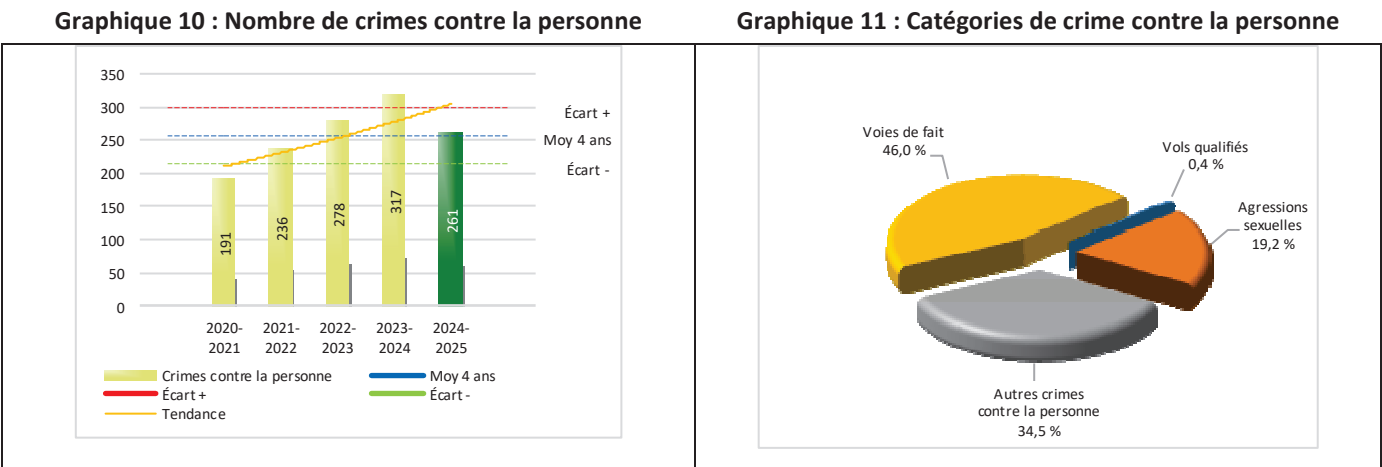 Graphique 10 : Nombre de crimes contre la personne
350
300
250
200
150
100
50
0
191
236
278
317
261
Écart +
Moy 4 ans
Écart -
2020-
2021
2021-
2022
2022-
2023
2023-
2024
2024-
2025
Crimes contre la personne
Moy 4 ans
Écart +
Écart -
Tendance
Graphique 11 : Catégories de crime contre la personne
Voies de fait
46,0 %
Vols qualifiés
0,4 %
Agressions
sexuelles
19,2 %
Autres crimes
contre la personne
34,5 %